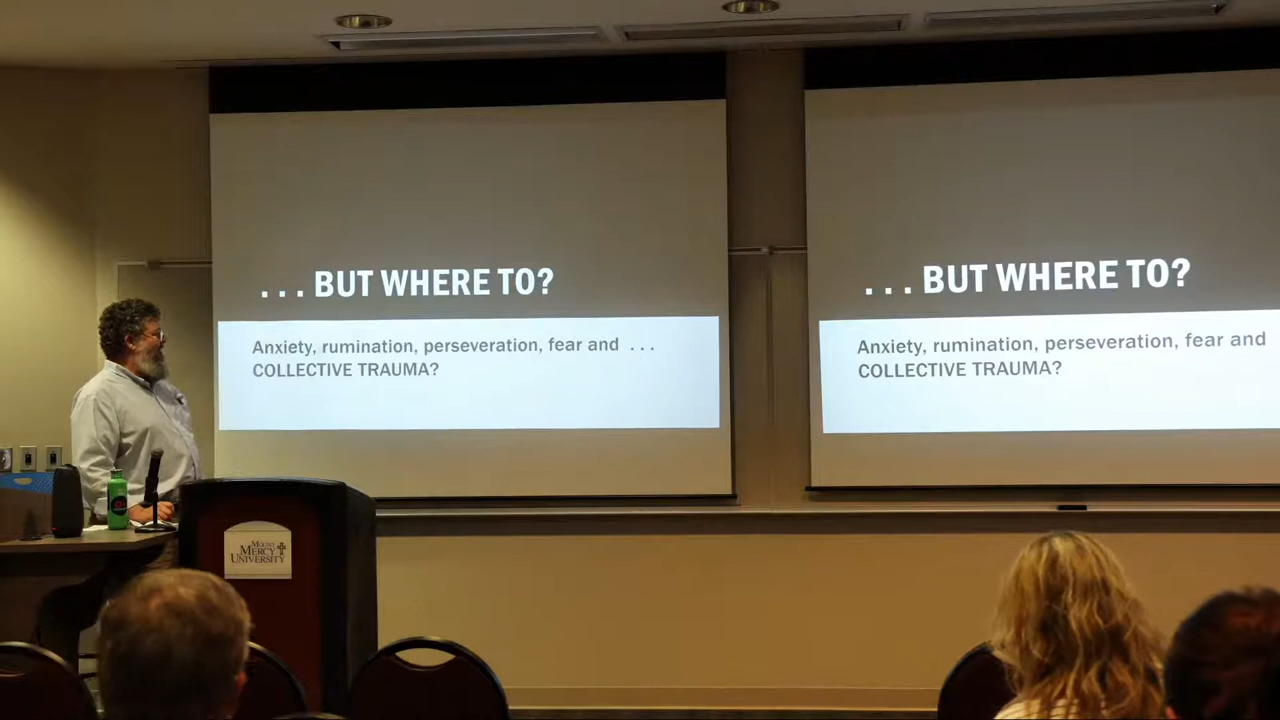 . . . BUT WHERE TO?
Anxiety, rumination, perseveration, fear and . . .
COLLECTIVE TRAUMA?
. . . BUT WHERE TO?
Anxiety, rumination, perseveration, fear and
COLLECTIVE TRAUMA?
MOUNT
MERCY
UNIVERSITY